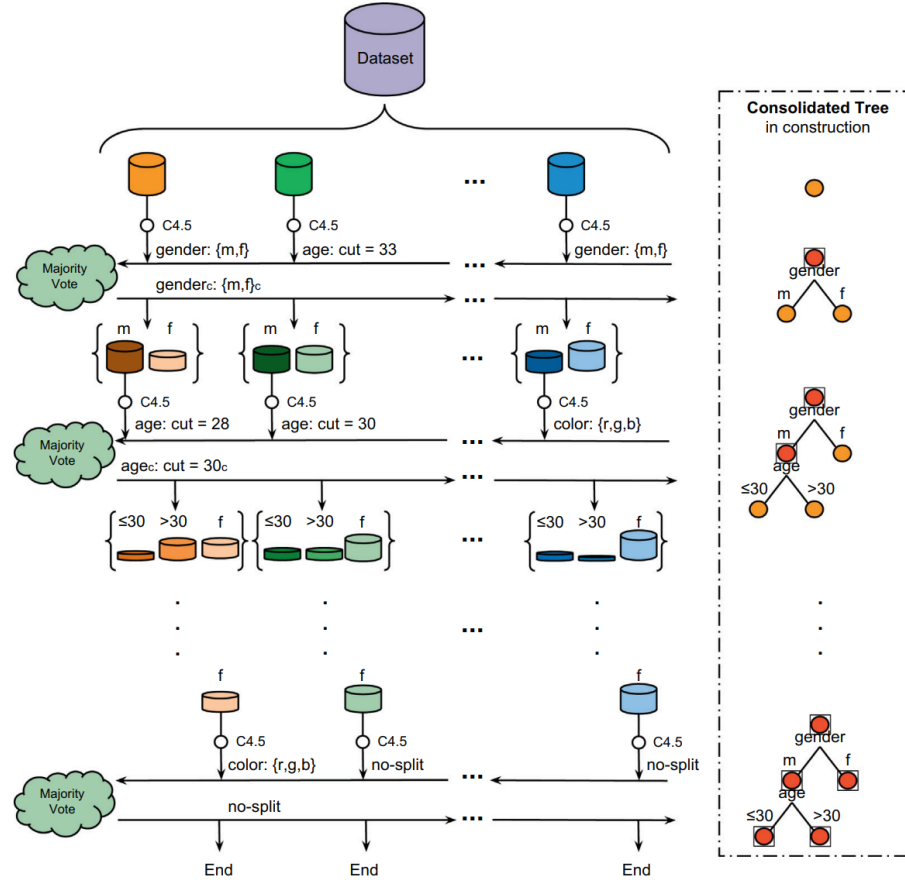 Dataset
Consolidated Tree
in construction
...
C4.5
C4.5
C4.5
Majority
Vote
gender: {m,f}
age: cut = 33
...
gender: {m,f}
genderc: {m,f}c
...
gender
m
f
m
f
m
f
...
m
f
C4.5
C4.5
C4.5
Majority
Vote
age: cut = 28
age: cut = 30
...
color: {r,g,b}
agec: cut = 30c
...
gender
m
f
age
≤30
>30
≤30
>30
f
≤30
>30
f
...
≤30
>30
f
...
f
f
f
C4.5
C4.5
C4.5
Majority
Vote
color: {r,g,b}
no-split
...
no-split
no-split
...
End
End
End
gender
m
f
age
≤30
>30